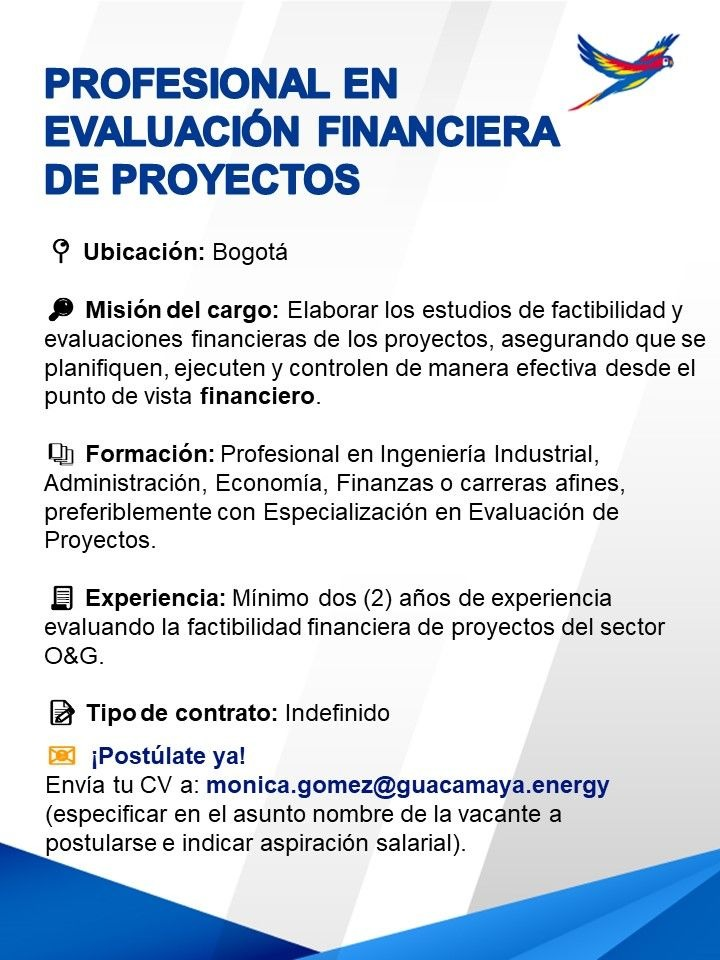 PROFESIONAL EN
EVALUACIÓN FINANCIERA
DE PROYECTOS
Ubicación: Bogotá
Misión del cargo: Elaborar los estudios de factibilidad y
evaluaciones financieras de los proyectos, asegurando que se
planifiquen, ejecuten y controlen de manera efectiva desde el
punto de vista financiero.
Formación: Profesional en Ingeniería Industrial,
Administración, Economía, Finanzas o carreras afines,
preferiblemente con Especialización en Evaluación de
Proyectos.
Experiencia: Mínimo dos (2) años de experiencia
evaluando la factibilidad financiera de proyectos del sector
O&G.
Tipo de contrato: Indefinido
¡Postúlate ya!
Envía tu CV a: monica.gomez@guacamaya.energy
(especificar en el asunto nombre de la vacante a
postularse e indicar aspiración salarial).